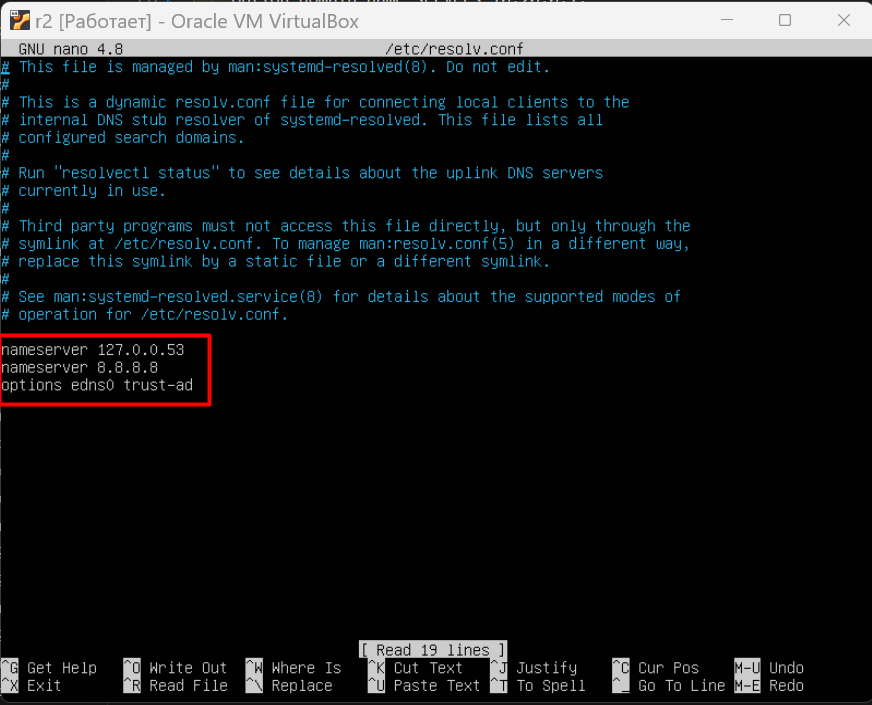 r2 [Работает] - Oracle VM VirtualBox
GNU nano 4.8 /etc/resolv.conf
# This file is managed by man:systemd-resolved(8). Do not edit.
#
# This is a dynamic resolv.conf file for connecting local clients to the
# internal DNS stub resolver of systemd-resolved. This file lists all
# configured search domains.
#
# Run "resolvectl status" to see details about the uplink DNS servers
# currently in use.
#
# Third party programs must not access this file directly, but only through the
# symlink at /etc/resolv.conf. To manage man:resolv.conf(5) in a different way,
# replace this symlink by a static file or a different symlink.
#
# See man:systemd-resolved.service(8) for details about the supported modes of
# operation for /etc/resolv.conf.
nameserver 127.0.0.53
nameserver 8.8.8.8
options edns0 trust-ad
[ Read 19 lines ]
^G Get Help ^O Write Out ^W Where Is ^K Cut Text ^J Justify ^C Cur Pos M-U Undo
^X Exit ^R Read File ^\ Replace ^U Paste Text ^T To Spell ^_ Go To Line M-E Redo